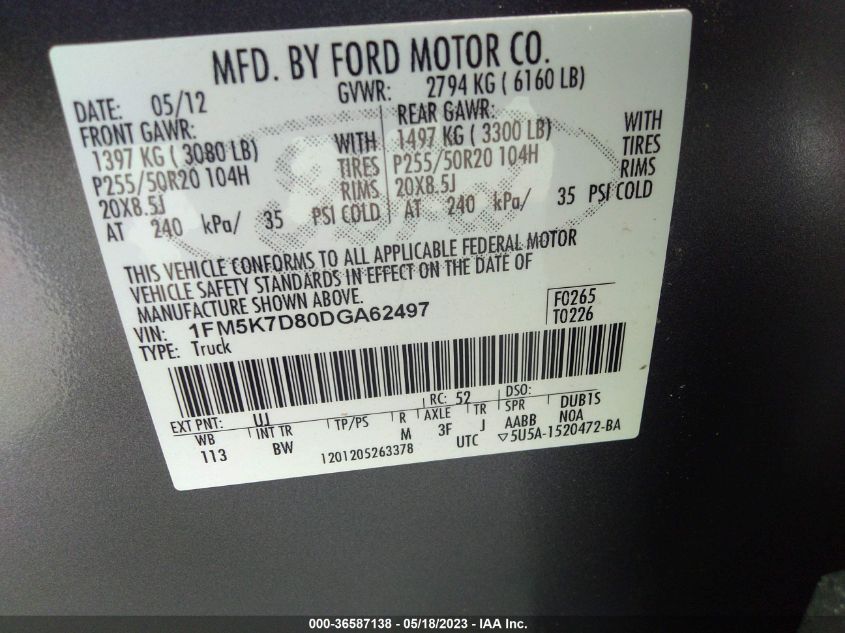 MFD. BY FORD MOTOR CO.
DATE: 05/12 GVWR: 2794 KG ( 6160 LB)
FRONT GAWR: REAR GAWR:
1397 KG ( 3080 LB) WITH 1497 KG ( 3300 LB) WITH
P255/50R20 104H TIRES P255/50R20 104H TIRES
20X8.5J RIMS 20X8.5J RIMS
AT 240 kPa/ 35 PSI COLD AT 240 kPa/ 35 PSI COLD
THIS VEHICLE CONFORMS TO ALL APPLICABLE FEDERAL MOTOR
VEHICLE SAFETY STANDARDS IN EFFECT ON THE DATE OF
MANUFACTURE SHOWN ABOVE.
VIN: 1FM5K7D80DGA62497 F0265
TYPE: Truck T0226
EXT PNT: UJ RC: 52 DSO:
WB INT TR TP/PS R AXLE TR SPR DUB1S
113 BW M 3F J AABB NOA
1201205263378 UTC ▽5U5A-1520472-BA
000-36587138 - 05/18/2023 - IAA Inc.